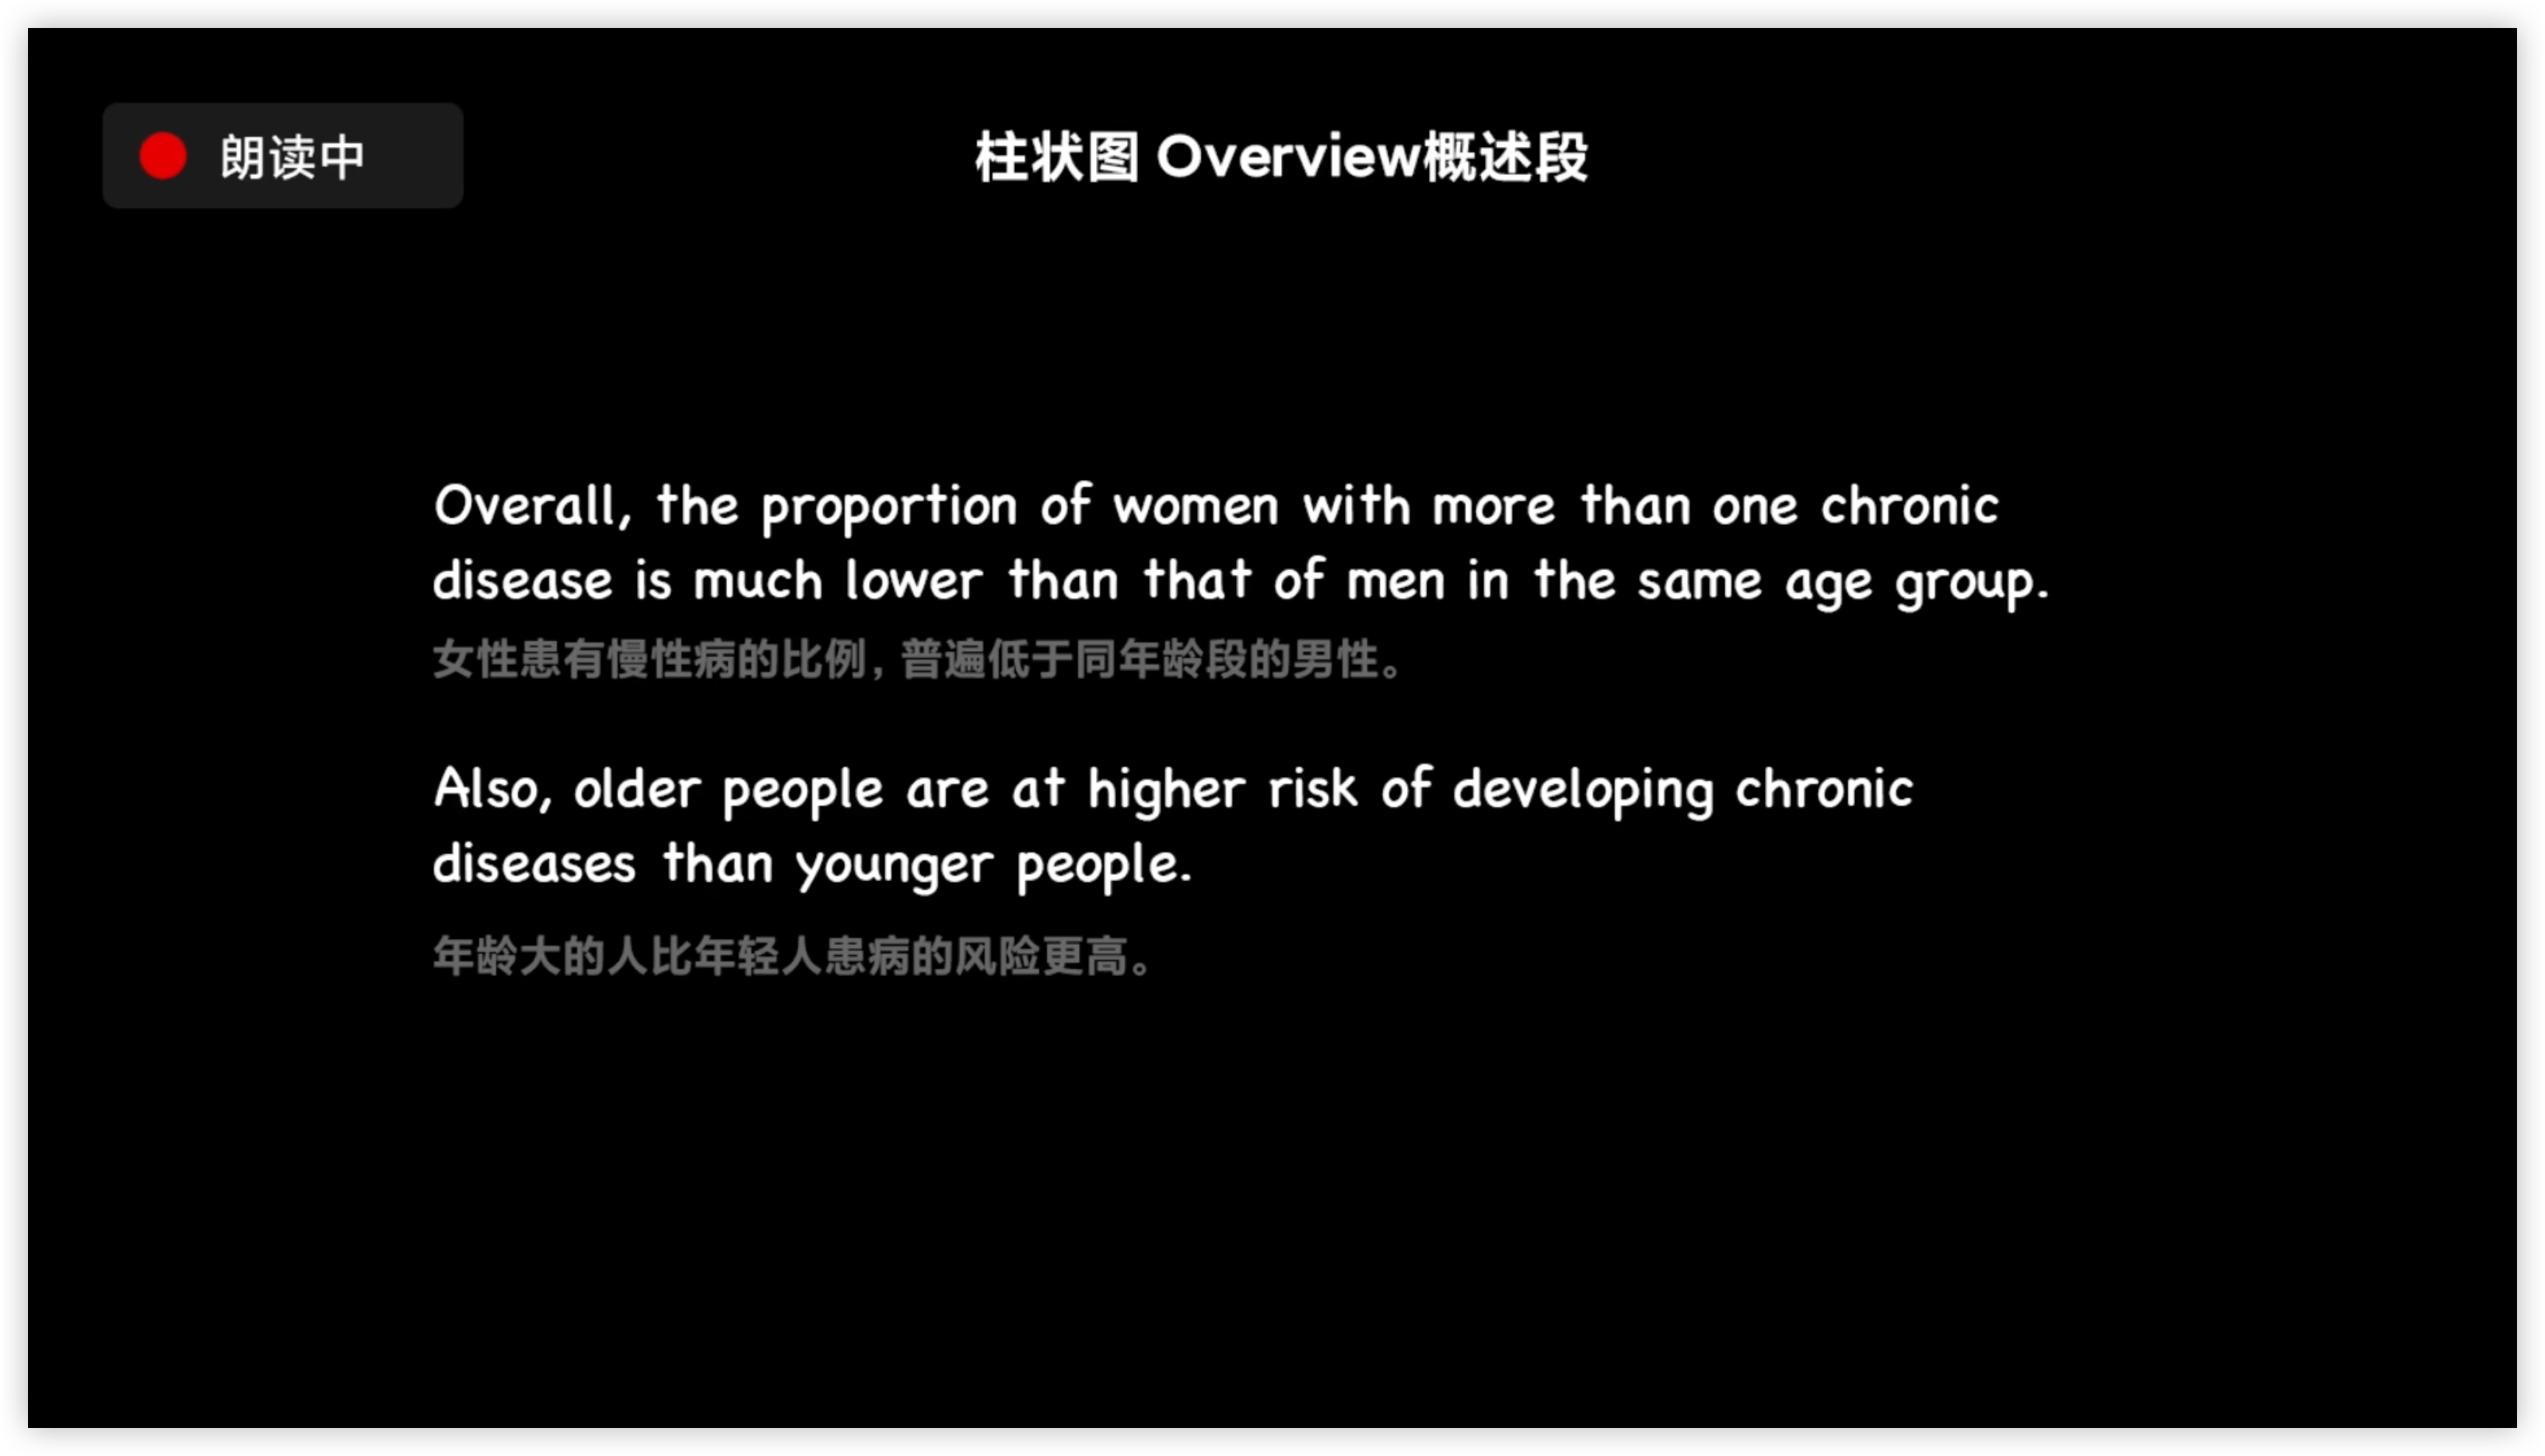 朗读中
柱状图 Overview概述段
Overall, the proportion of women with more than one chronic
disease is much lower than that of men in the same age group.
女性患有慢性病的比例，普遍低于同年龄段的男性。
Also, older people are at higher risk of developing chronic
diseases than younger people.
年龄大的人比年轻人患病的风险更高。